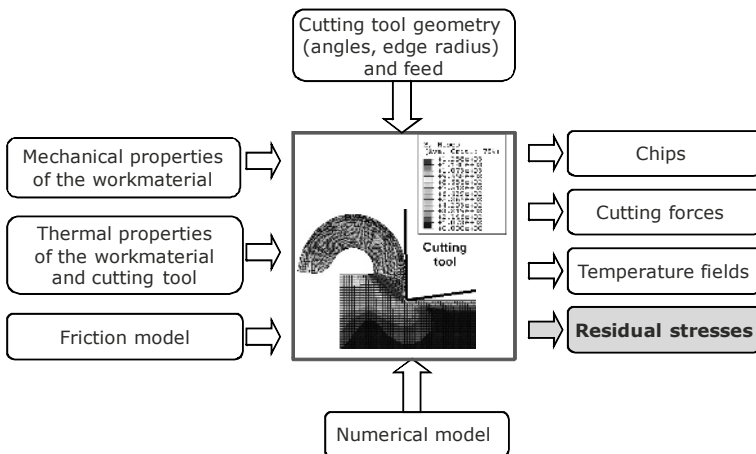 Cutting tool geometry
(angles, edge radius)
and feed
Mechanical properties
of the workmaterial
Thermal properties
of the workmaterial
and cutting tool
Friction model
Cutting
tool
Chips
Cutting forces
Temperature fields
Residual stresses
Numerical model